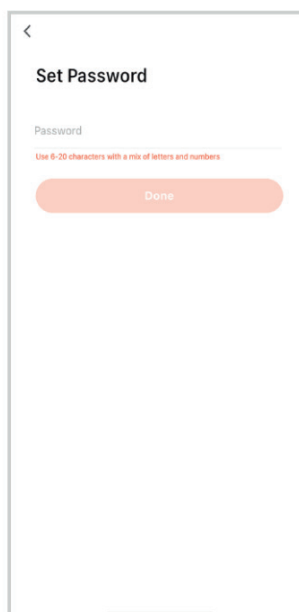 Set Password
Password
Use 6-20 characters with a mix of letters and numbers
Done